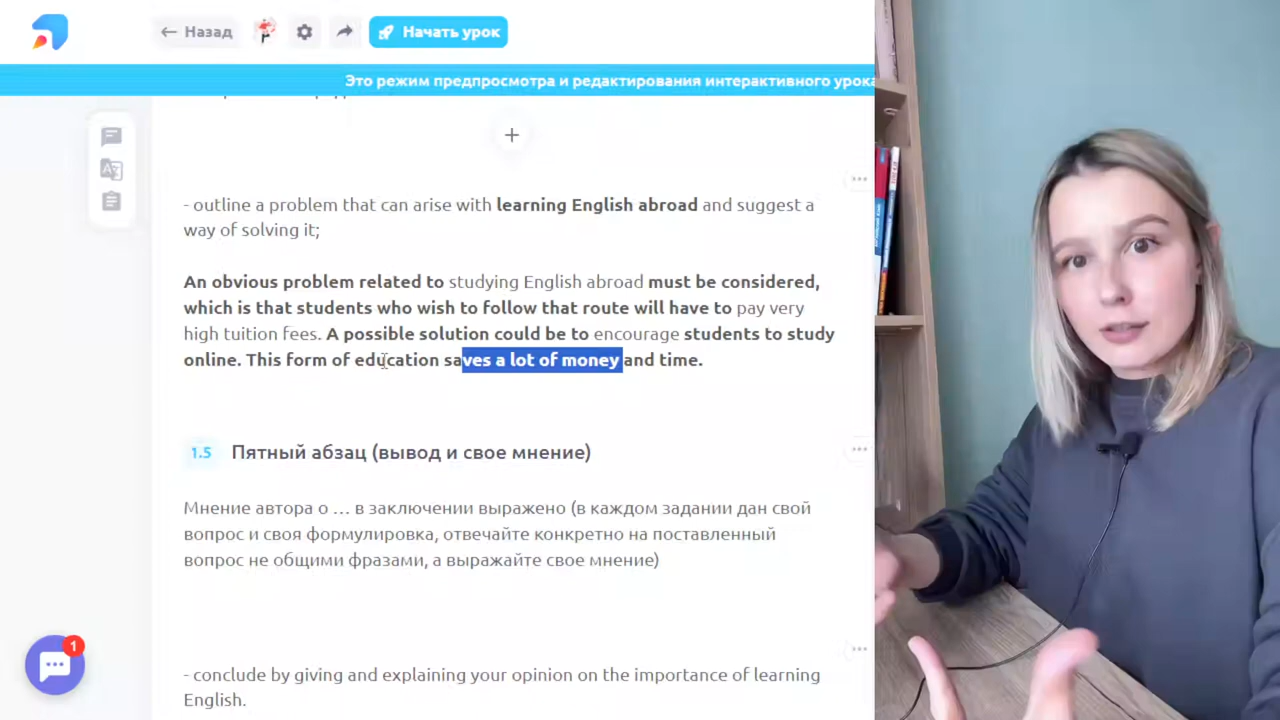 Назад
Начать урок
Это режим предпросмотра и редактирования интерактивного урока
- outline a problem that can arise with learning English abroad and suggest a
way of solving it;
An obvious problem related to studying English abroad must be considered,
which is that students who wish to follow that route will have to pay very
high tuition fees. A possible solution could be to encourage students to study
online. This form of education saves a lot of money and time.
1.5 Пятный абзац (вывод и свое мнение)
Мнение автора о … в заключении выражено (в каждом задании дан свой
вопрос и своя формулировка, отвечайте конкретно на поставленный
вопрос не общими фразами, а выражайте свое мнение)
- conclude by giving and explaining your opinion on the importance of learning
English.
1